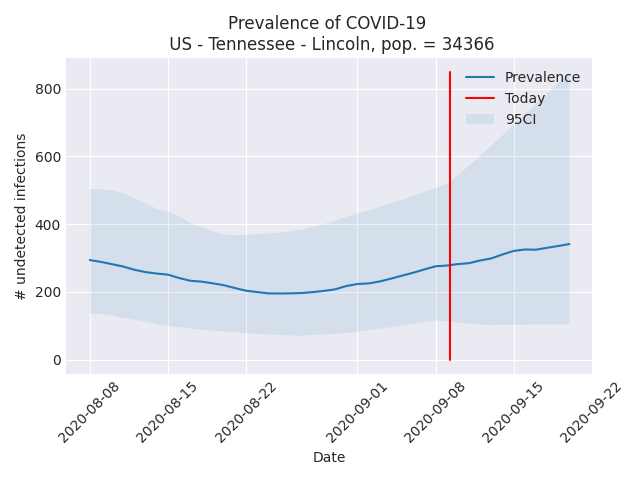 Prevalence of COVID-19
US - Tennessee - Lincoln, pop. = 34366
Prevalence
Today
95CI
800
600
400
200
0
# undetected infections
2020-08-08
2020-08-15
2020-08-22
2020-09-01
2020-09-08
2020-09-15
2020-09-22
Date